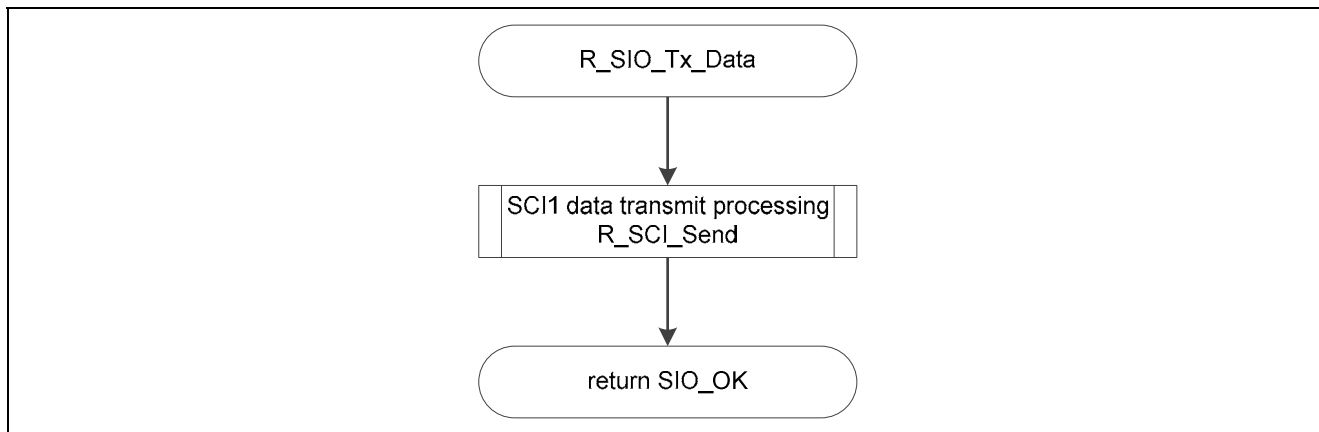 R_SIO_Tx_Data
SCI1 data transmit processing
R_SCI_Send
return SIO_OK